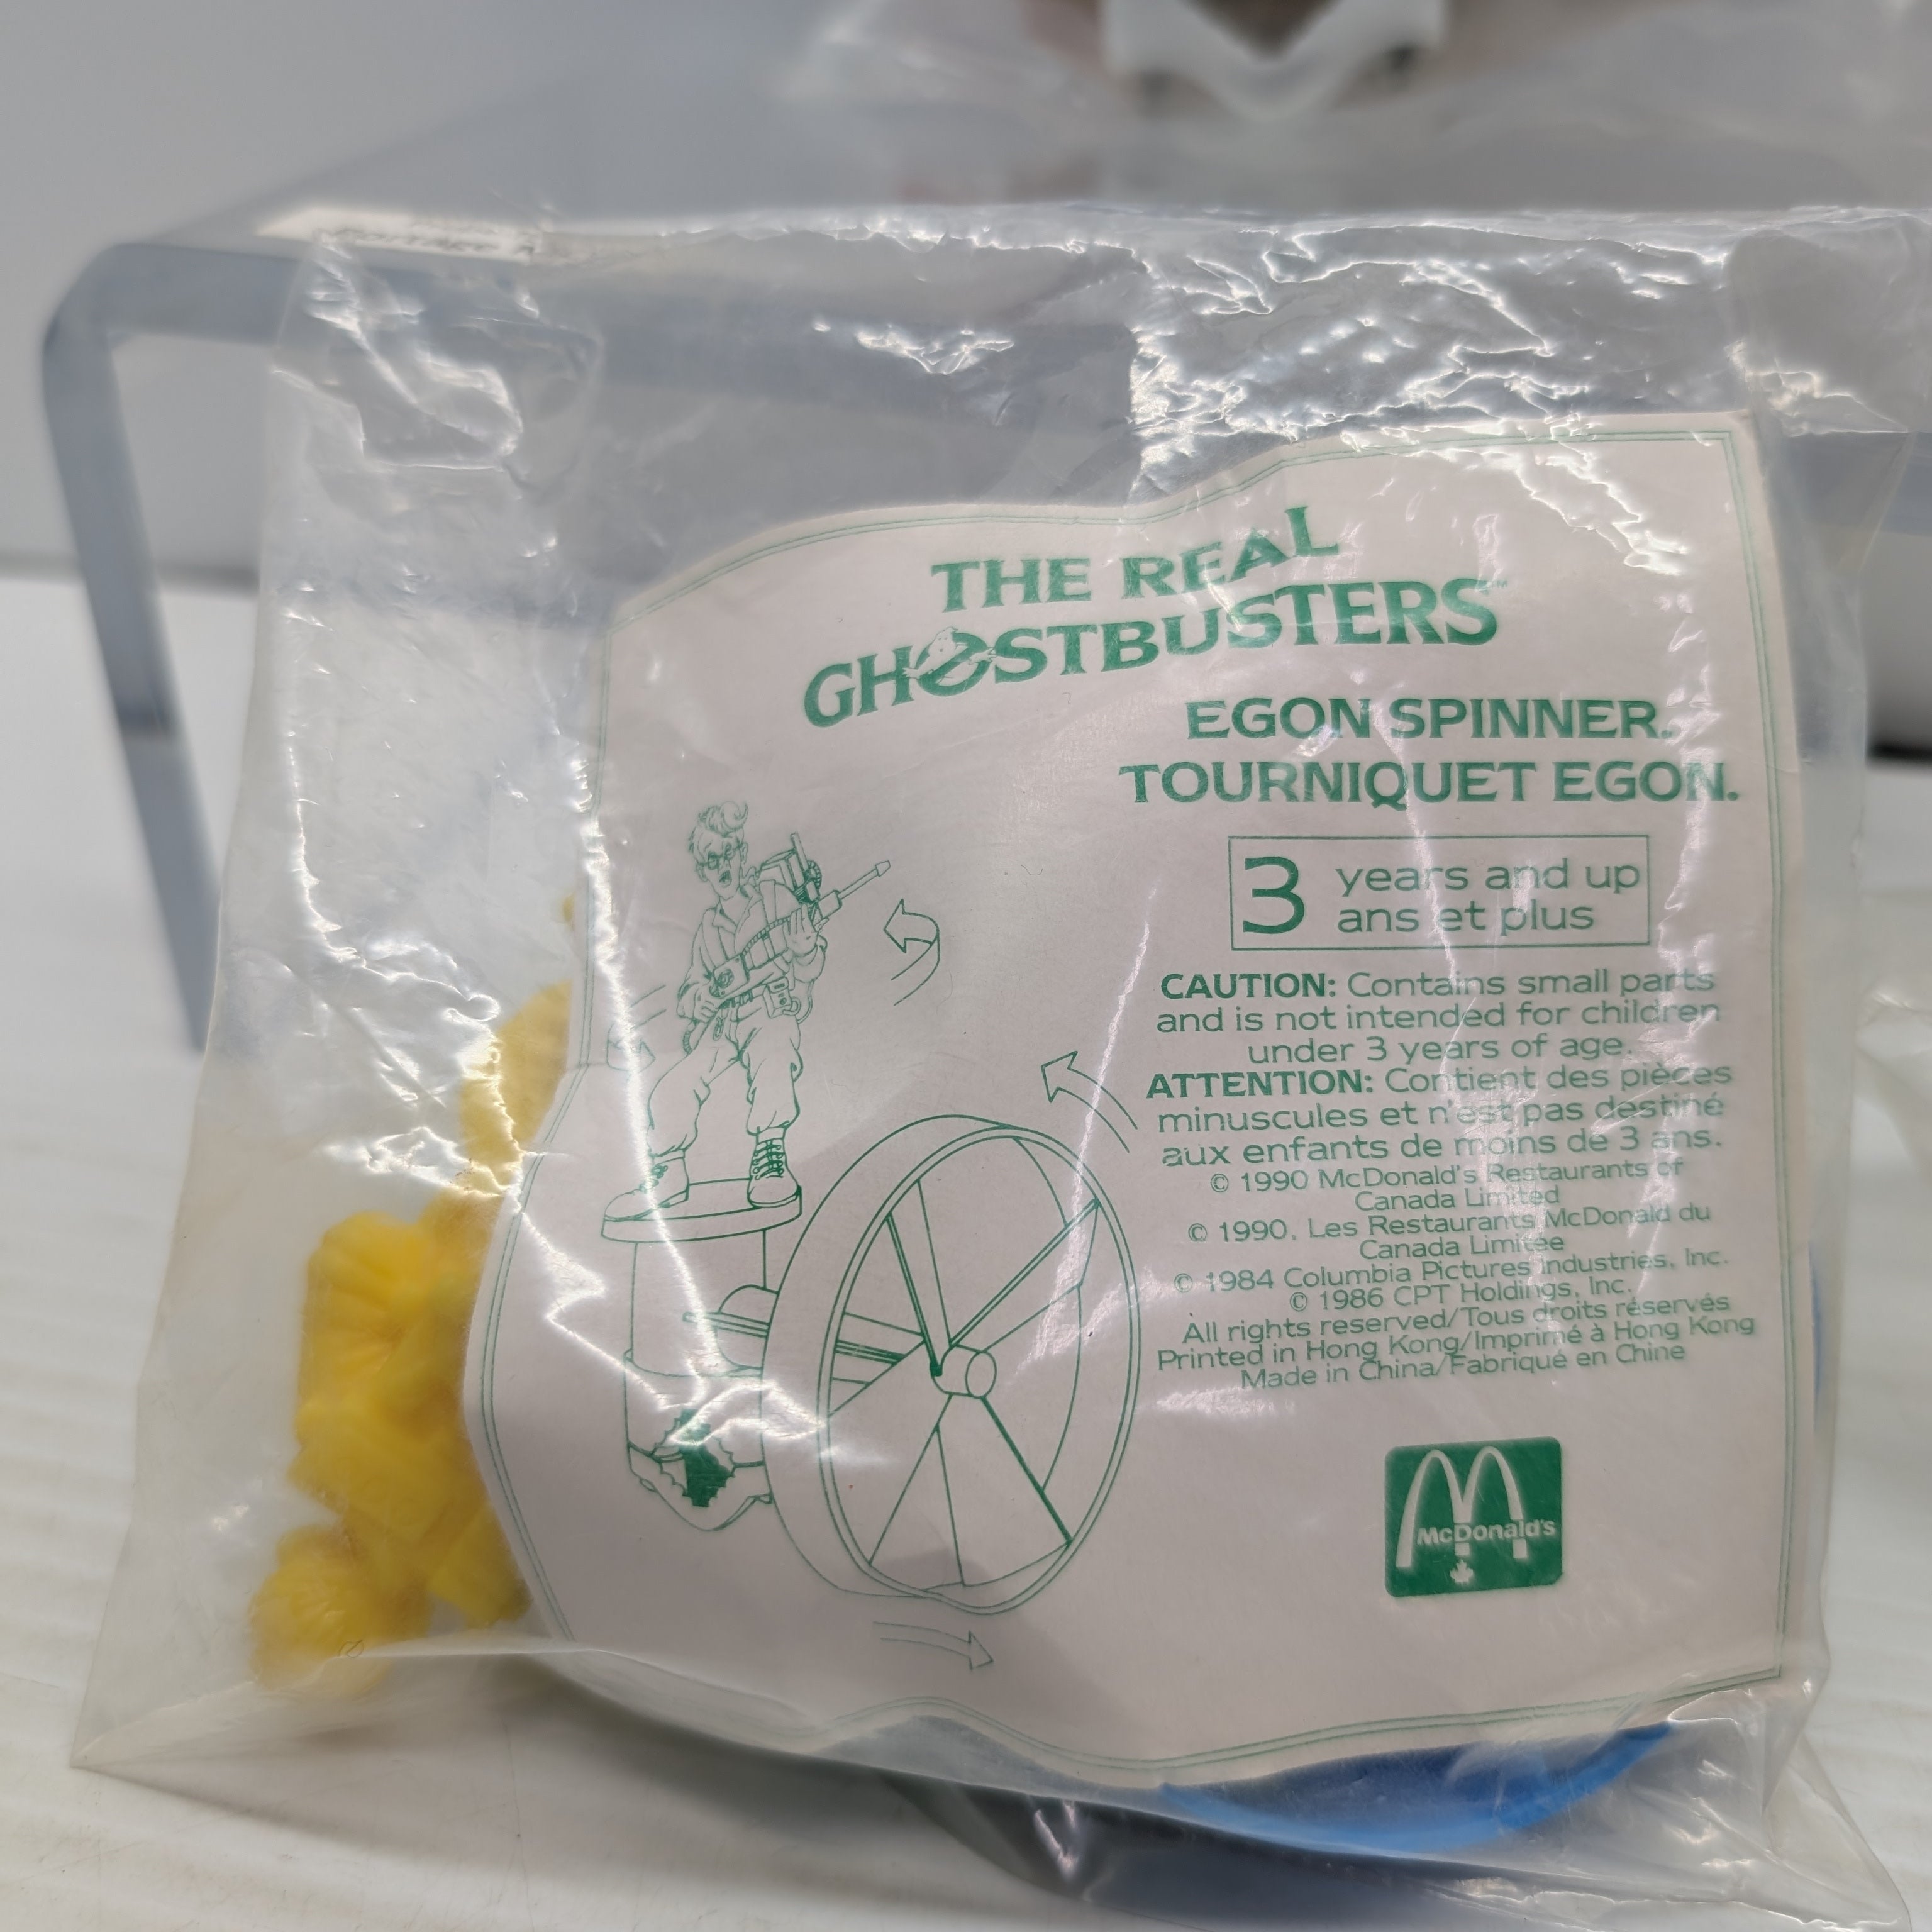 THE REAL
GHOSTBUSTERS™
EGON SPINNER.
TOURNIQUET EGON.
3 years and up
ans et plus
CAUTION: Contains small parts
and is not intended for children
under 3 years of age.
ATTENTION: Contient des pièces
minuscules et n'est pas destiné
aux enfants de moins de 3 ans.
© 1990 McDonald's Restaurants of
Canada Limited
© 1990, Les Restaurants McDonald du
Canada Limitée
© 1984 Columbia Pictures Industries, Inc.
© 1986 CPT Holdings, Inc.
All rights reserved/Tous droits réservés
Printed in Hong Kong/Imprimé à Hong Kong
Made in China/Fabriqué en Chine
McDonald's